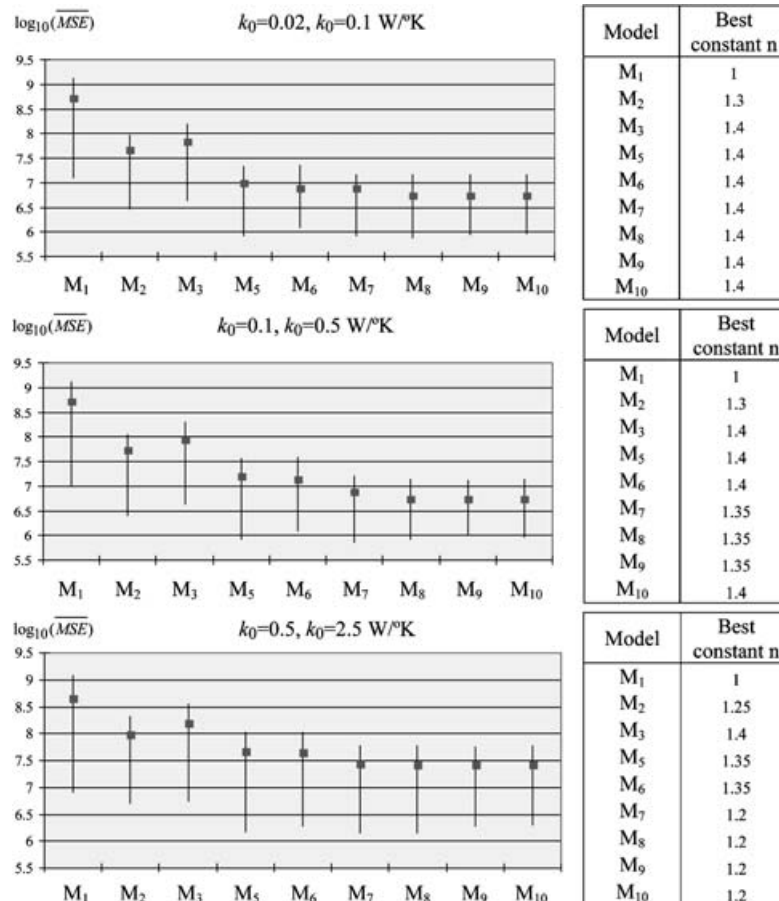 log₁₀(MSE) k₀=0.02, k₀=0.1 W/ºK
9.5
9
8.5
8
7.5
7
6.5
6
5.5
M₁ M₂ M₃ M₅ M₆ M₇ M₈ M₉ M₁₀
Model Best constant n
M₁ 1
M₂ 1.3
M₃ 1.4
M₅ 1.4
M₆ 1.4
M₇ 1.4
M₈ 1.4
M₉ 1.4
M₁₀ 1.4
log₁₀(MSE) k₀=0.1, k₀=0.5 W/ºK
9.5
9
8.5
8
7.5
7
6.5
6
5.5
M₁ M₂ M₃ M₅ M₆ M₇ M₈ M₉ M₁₀
Model Best constant n
M₁ 1
M₂ 1.3
M₃ 1.4
M₅ 1.4
M₆ 1.4
M₇ 1.35
M₈ 1.35
M₉ 1.35
M₁₀ 1.4
log₁₀(MSE) k₀=0.5, k₀=2.5 W/ºK
9.5
9
8.5
8
7.5
7
6.5
6
5.5
M₁ M₂ M₃ M₅ M₆ M₇ M₈ M₉ M₁₀
Model Best constant n
M₁ 1
M₂ 1.25
M₃ 1.4
M₅ 1.35
M₆ 1.35
M₇ 1.2
M₈ 1.2
M₉ 1.2
M₁₀ 1.2